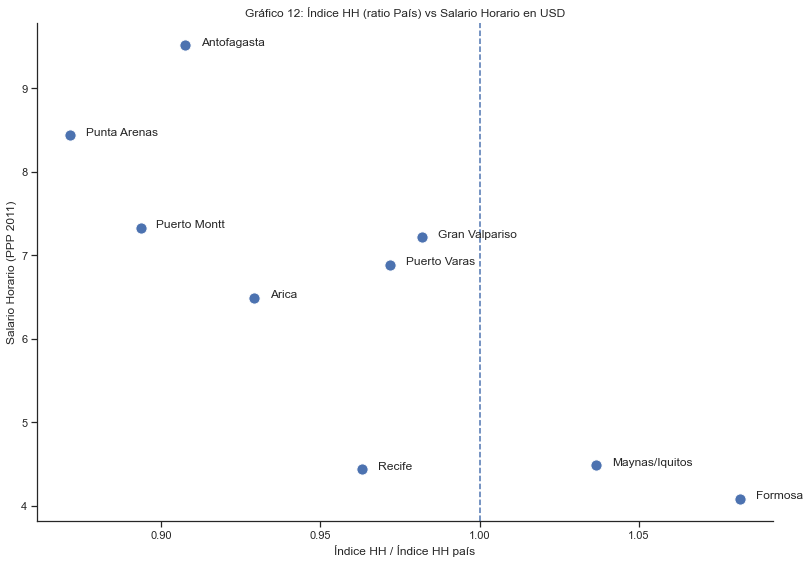 Gráfico 12: Índice HH (ratio País) vs Salario Horario en USD
Antofagasta
9
Punta Arenas
8
Puerto Montt
Gran Valpariso
7
Puerto Varas
Arica
6
5
Recife
Maynas/Iquitos
Formosa
4
Salario Horario (PPP 2011)
0.90
0.95
1.00
1.05
Índice HH / Índice HH país